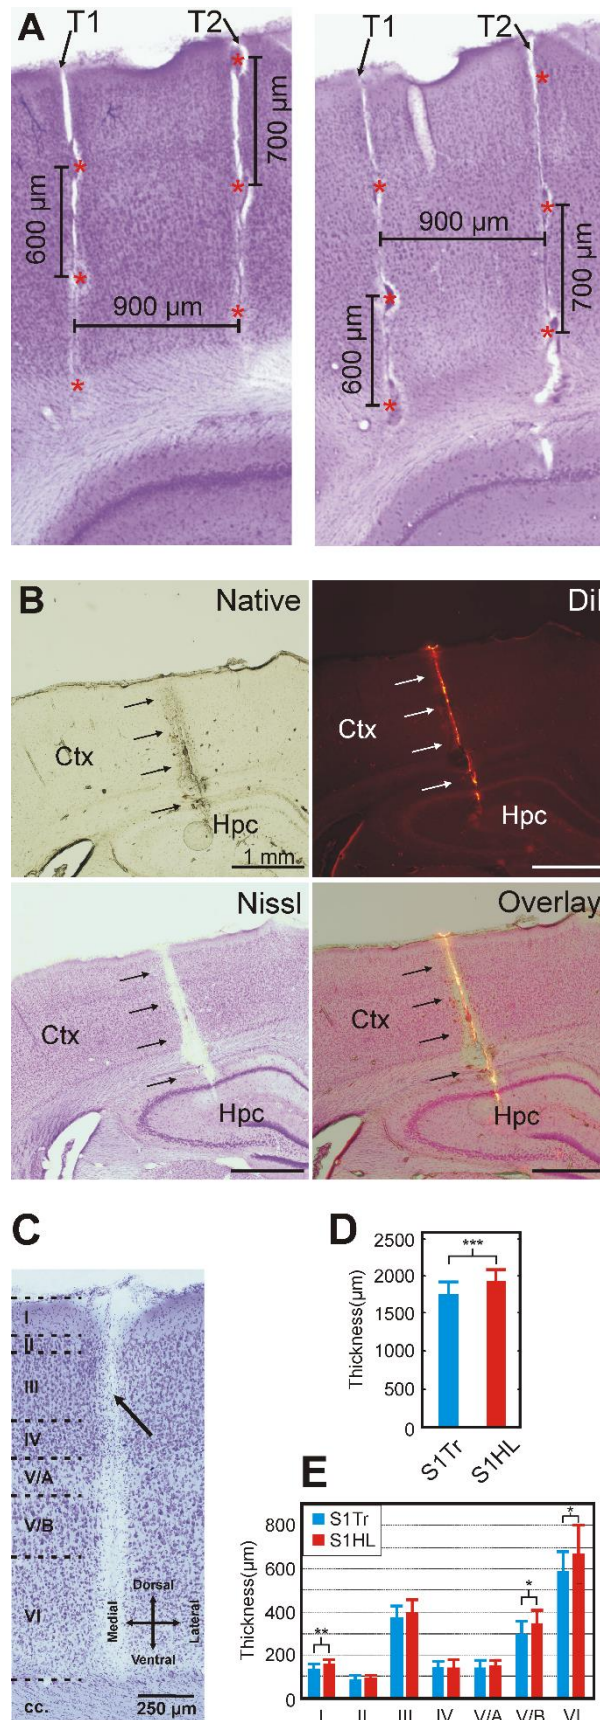 A
T1
T2
700 µm
600 µm
900 µm
T1
T2
900 µm
700 µm
600 µm
B
Native
Ctx
Hpc
1 mm
DiI
Ctx
Hpc
Nissl
Ctx
Hpc
Overlay
Ctx
Hpc
C
I
II
III
IV
V/A
V/B
VI
cc.
Dorsal
Medial
Lateral
Ventral
250 µm
D
2500
2000
1500
1000
500
0
Thickness(µm)
***
S1Tr
S1HL
E
S1Tr
S1HL
800
600
400
200
0
Thickness(µm)
**
*
*
I
II
III
IV
V/A
V/B
VI